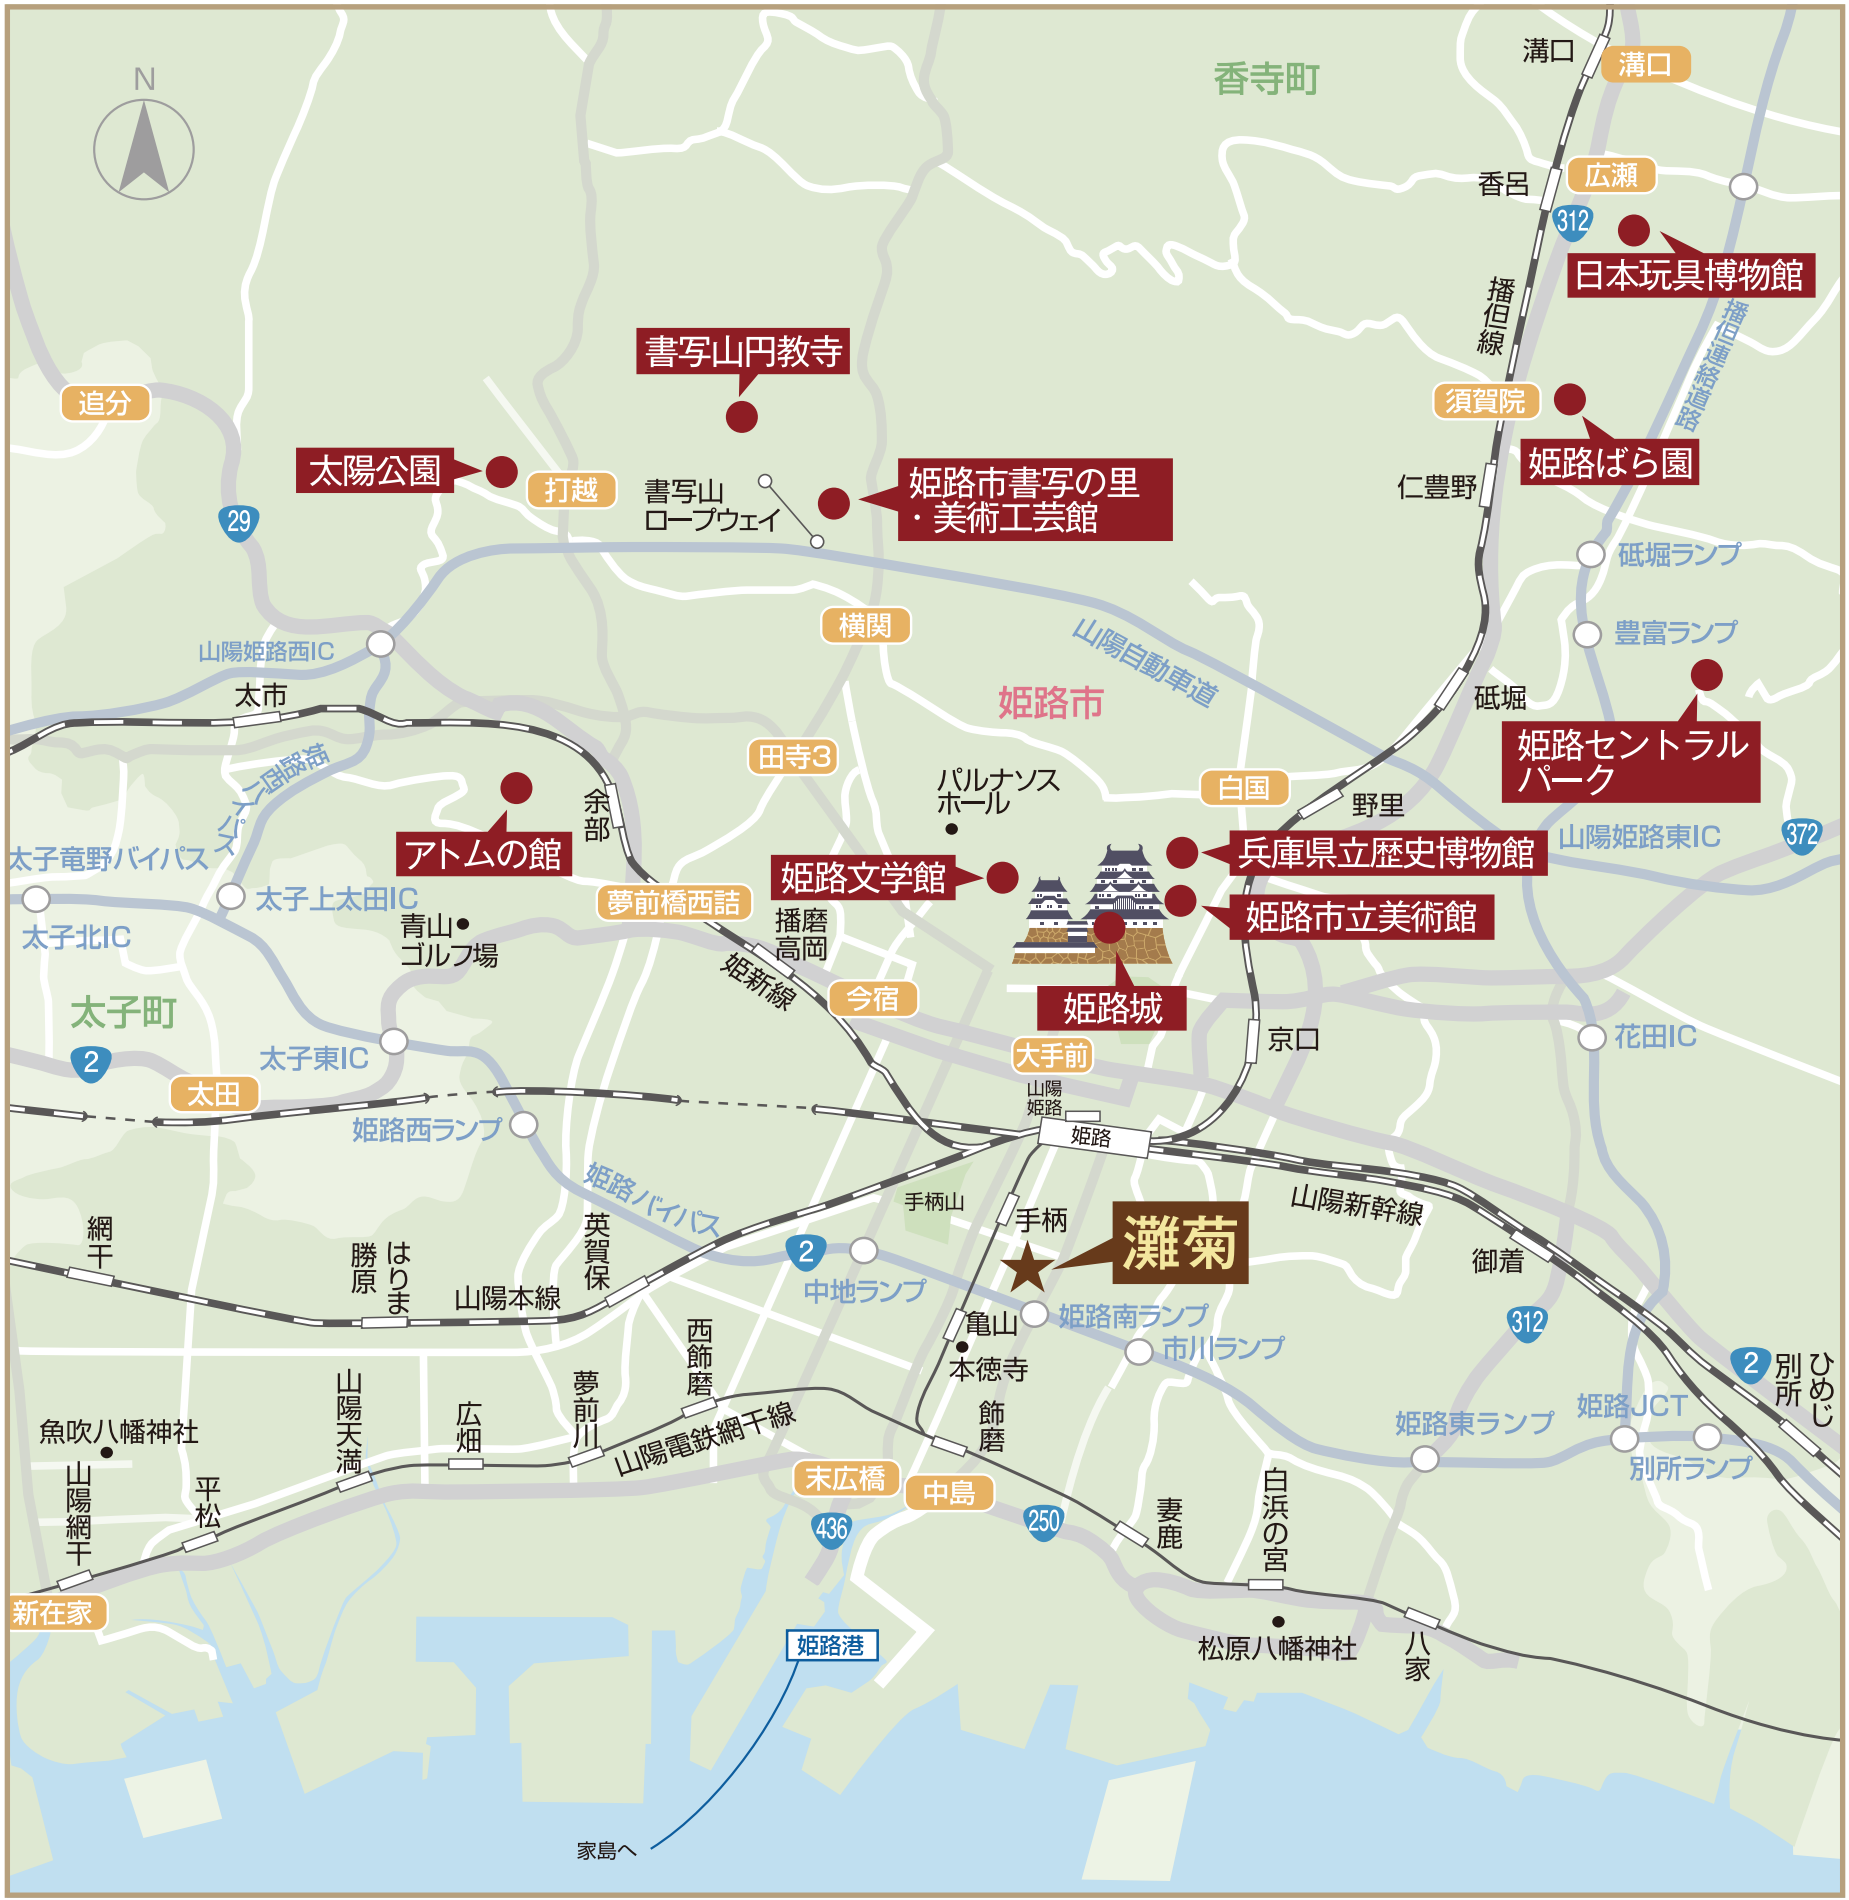 N
香寺町
溝口
溝口
香呂
広瀬
312
日本玩具博物館
播但線
播但連絡道路
書写山円教寺
追分
須賀院
太陽公園
打越
書写山
ロープウェイ
姫路市書写の里
・美術工芸館
姫路ばら園
仁豊野
29
砥堀ランプ
横関
豊富ランプ
山陽自動車道
山陽姫路西IC
太市
姫路市
砥堀
姫路セントラル
パーク
田寺3
白国
姫路西バイパス
余部
パルナソス
ホール
野里
山陽姫路東IC
372
アトムの館
太子竜野バイパス
兵庫県立歴史博物館
姫路文学館
太子上太田IC
夢前橋西詰
姫路市立美術館
青山
ゴルフ場
播磨
高岡
太子北IC
姫新線
今宿
姫路城
太子町
2
太子東IC
大手前
京口
花田IC
太田
山陽
姫路
姫路
姫路西ランプ
姫路バイパス
手柄山
手柄
灘菊
山陽新幹線
御着
網干
はりま
勝原
英賀保
山陽本線
2
中地ランプ
亀山
姫路南ランプ
本徳寺
市川ランプ
312
2
ひめじ
別所
西飾磨
山陽天満
広畑
夢前川
飾磨
姫路JCT
姫路東ランプ
別所ランプ
魚吹八幡神社
山陽電鉄網干線
山陽網干
平松
末広橋
中島
436
250
妻鹿
白浜の宮
新在家
姫路港
松原八幡神社
八家
家島へ